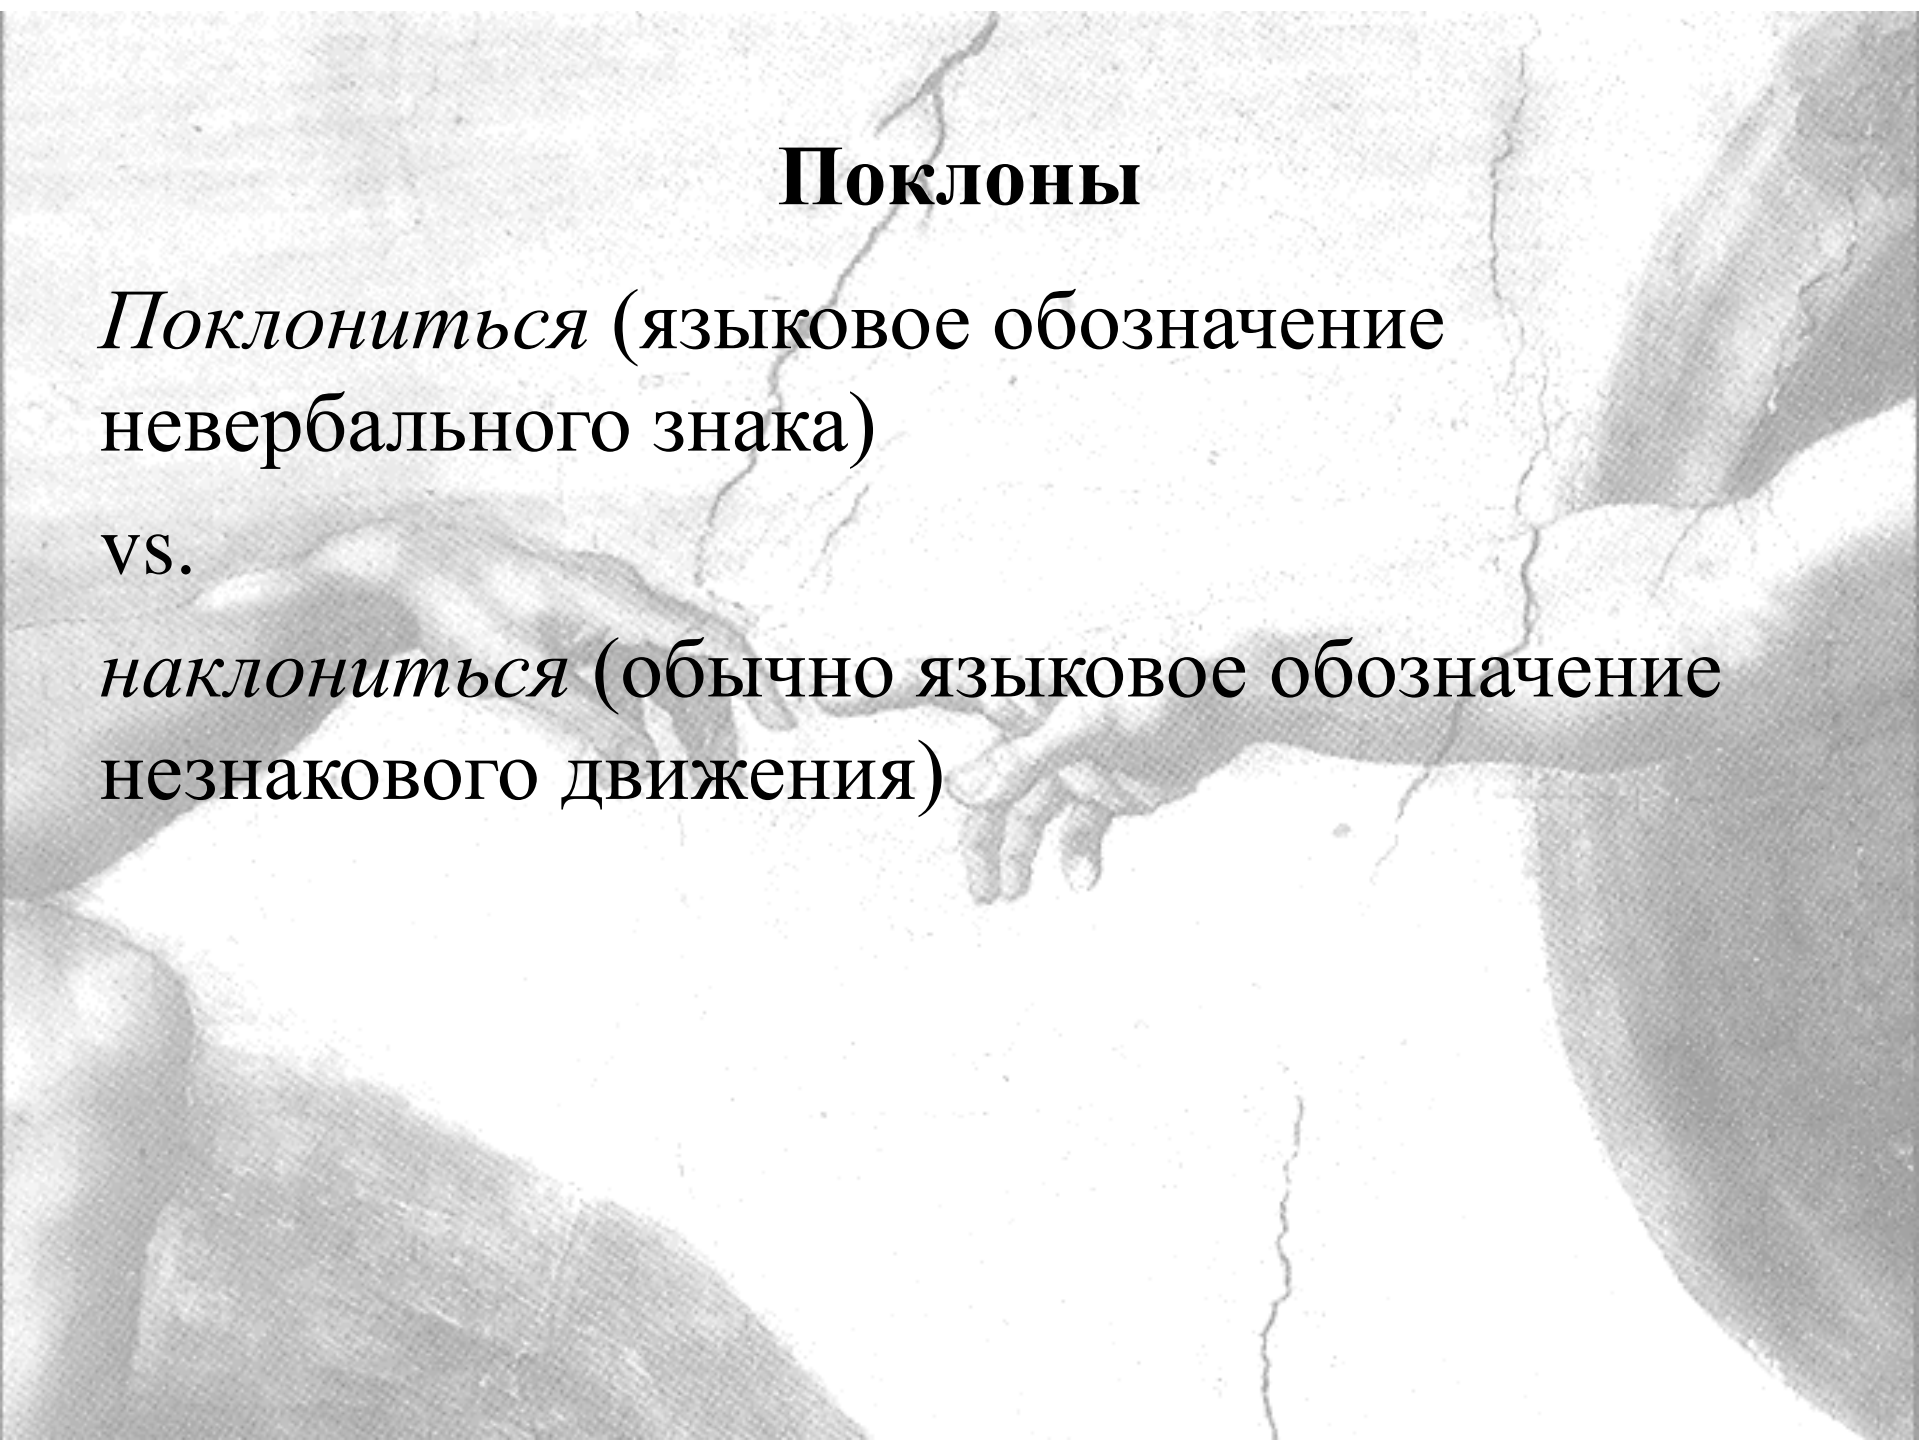 Поклоны
Поклониться (языковое обозначение
невербального знака)
vs.
наклониться (обычно языковое обозначение
незнакового движения)